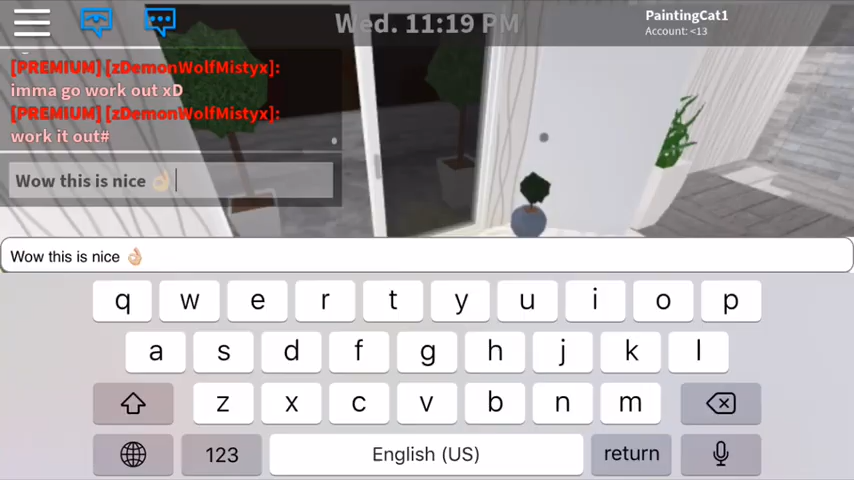 Wed. 11:19 PM
PaintingCat1
Account: <13
[PREMIUM] [zDemonWolfMistyx]:
imma go work out xD
[PREMIUM] [zDemonWolfMistyx]:
work it out#
Wow this is nice 👌🏻
Wow this is nice 👌🏻
q w e r t y u i o p
a s d f g h j k l
z x c v b n m
123 English (US) return